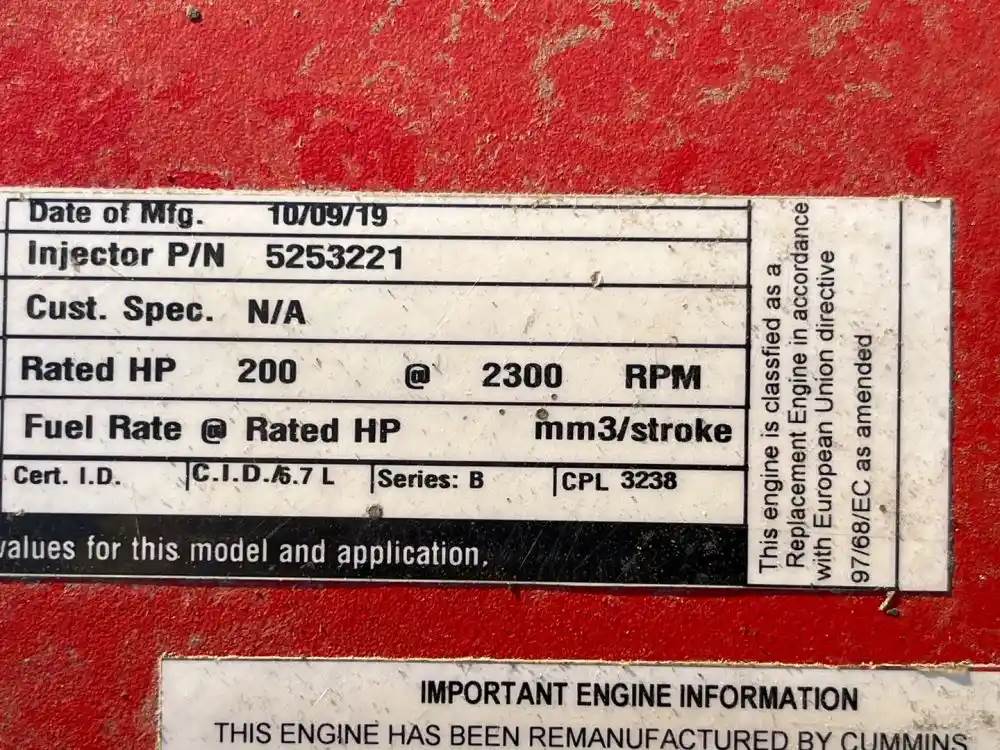 Date of Mfg. 10/09/19
Injector P/N 5253221
Cust. Spec. N/A
Rated HP 200 @ 2300 RPM
Fuel Rate @ Rated HP mm3/stroke
Cert. I.D. C.I.D./6.7 L Series: B CPL 3238
values for this model and application.
This engine is classfied as a
Replacement Engine in accordance
with European Union directive
97/68/EC as amended
IMPORTANT ENGINE INFORMATION
THIS ENGINE HAS BEEN REMANUFACTURED BY CUMMINS